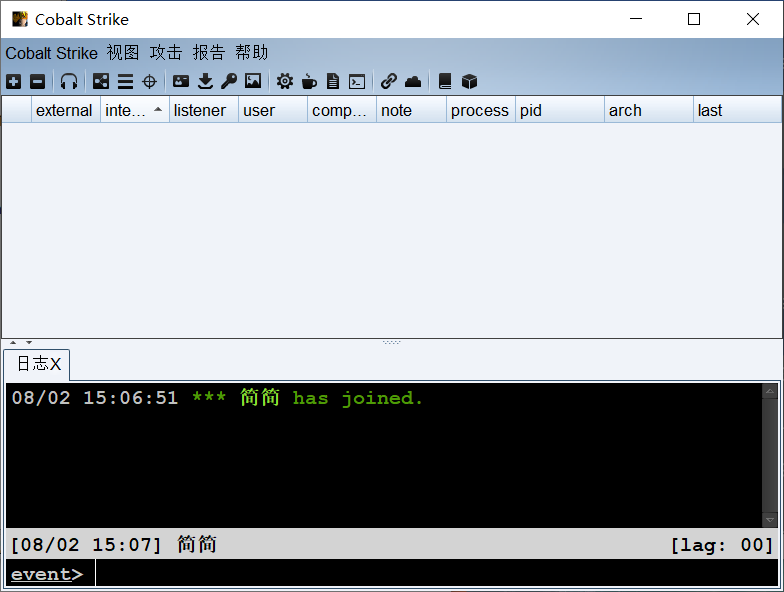 Cobalt Strike
Cobalt Strike 视图 攻击 报告 帮助
external inte... listener user comp... note process pid arch last
日志X
08/02 15:06:51 *** 简简 has joined.
[08/02 15:07] 简简 [lag: 00]
event>